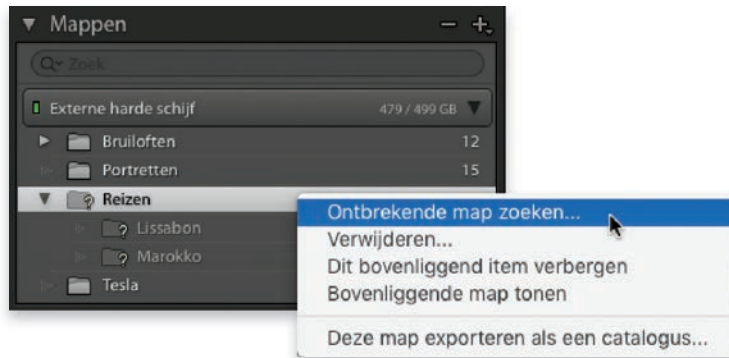 Mappen
Zoek
Externe harde schijf 479 / 499 GB
Bruiloften 12
Portretten 15
Reizen
Lissabon
Marokko
Tesla
Ontbrekende map zoeken...
Verwijderen...
Dit bovenliggend item verbergen
Bovenliggende map tonen
Deze map exporteren als een catalogus...